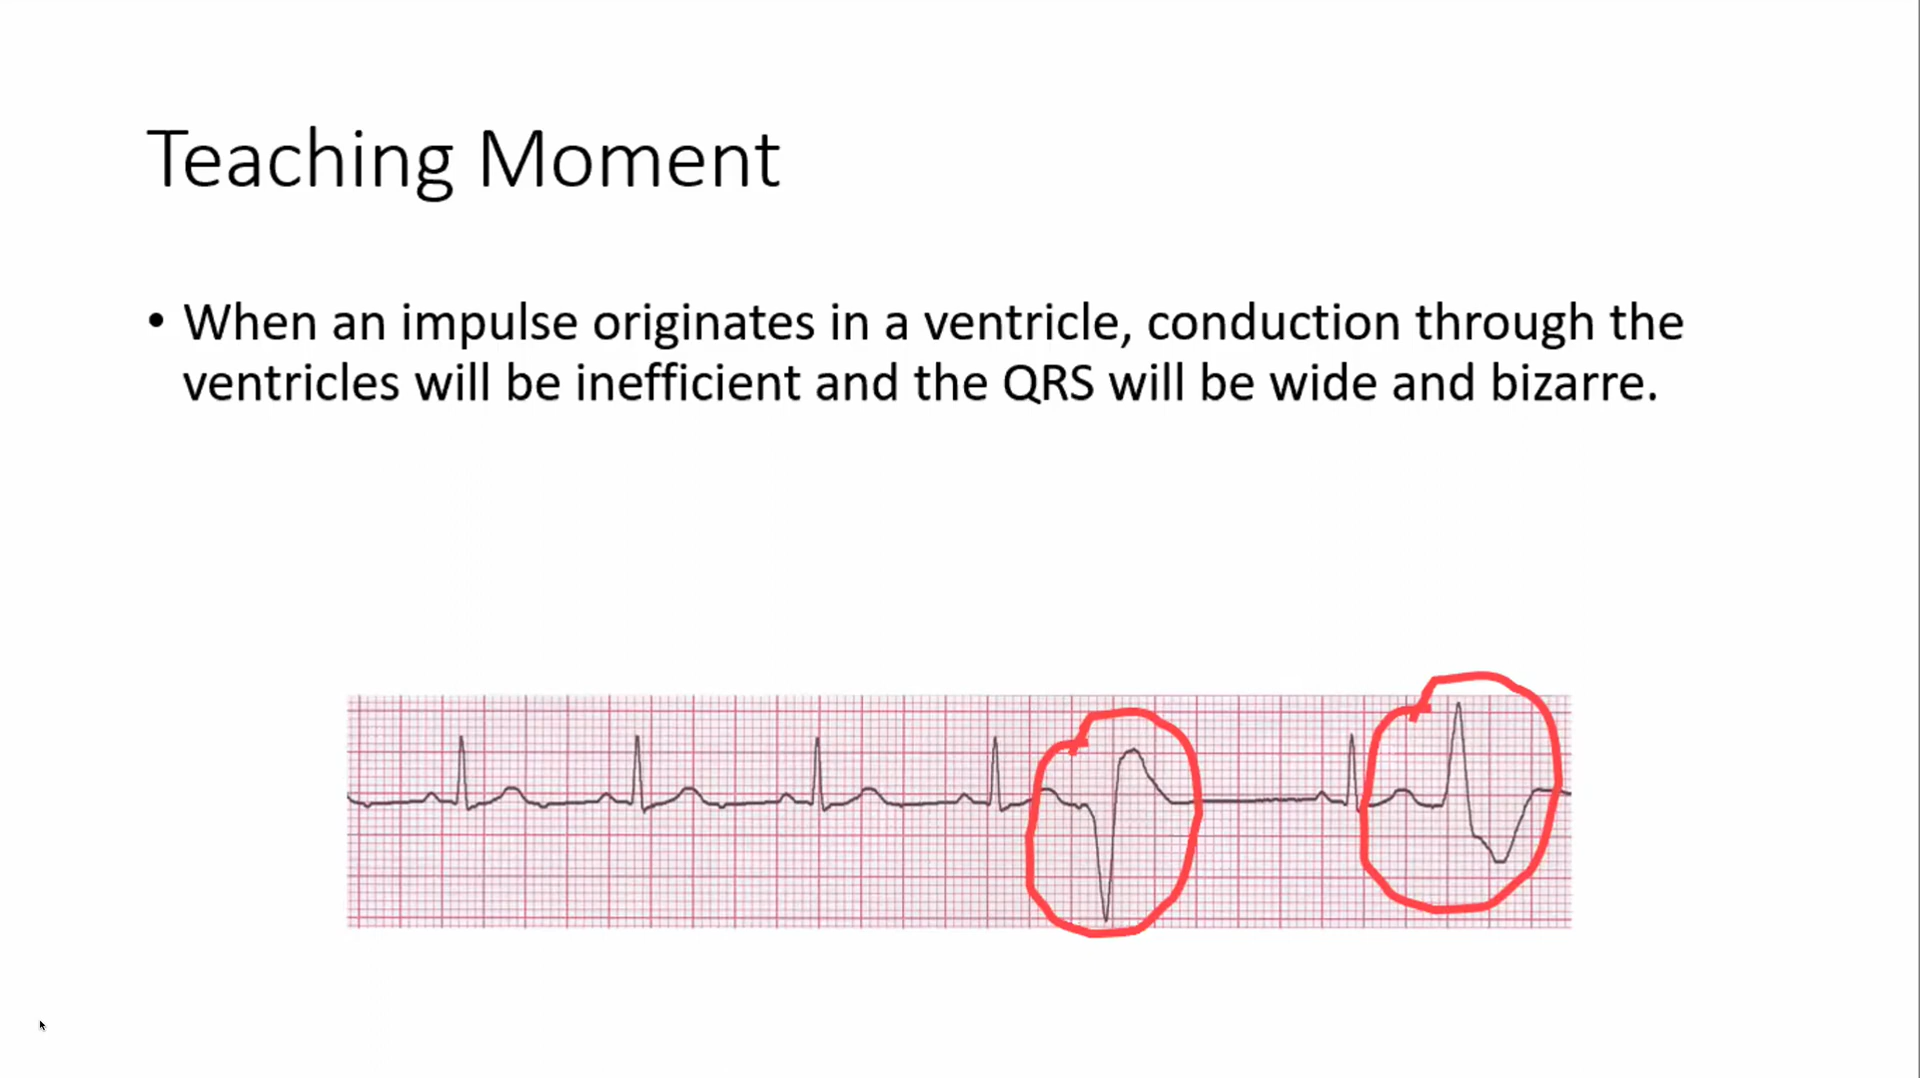 Teaching Moment
• When an impulse originates in a ventricle, conduction through the
ventricles will be inefficient and the QRS will be wide and bizarre.